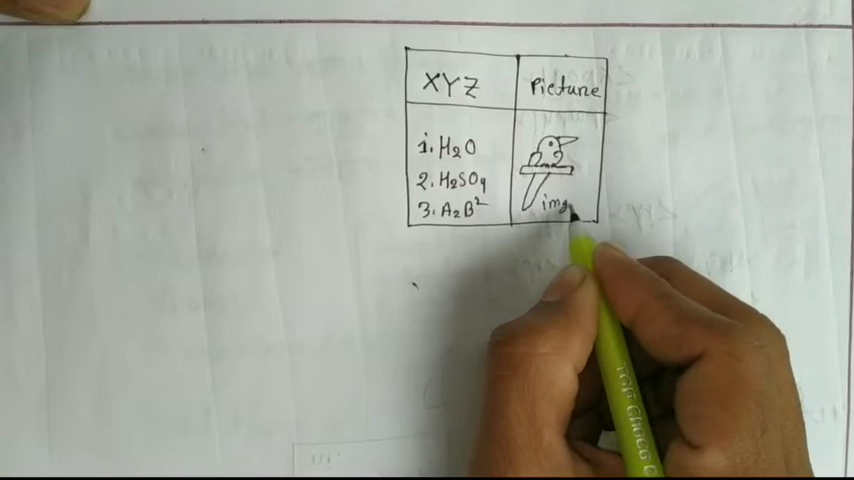 XYZ
Picture
1. H₂O
2. H₂SO₄
3. A₂B²
img